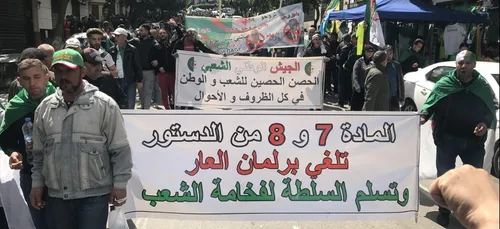 الجيش الوطني الشعبي
الحصن الحصين للشعب و الوطن
في كل الظروف و الأحوال
المادة 7 و 8 من الدستور
تلغي برلمان العار
وتسلم السلطة لفخامة الشعب